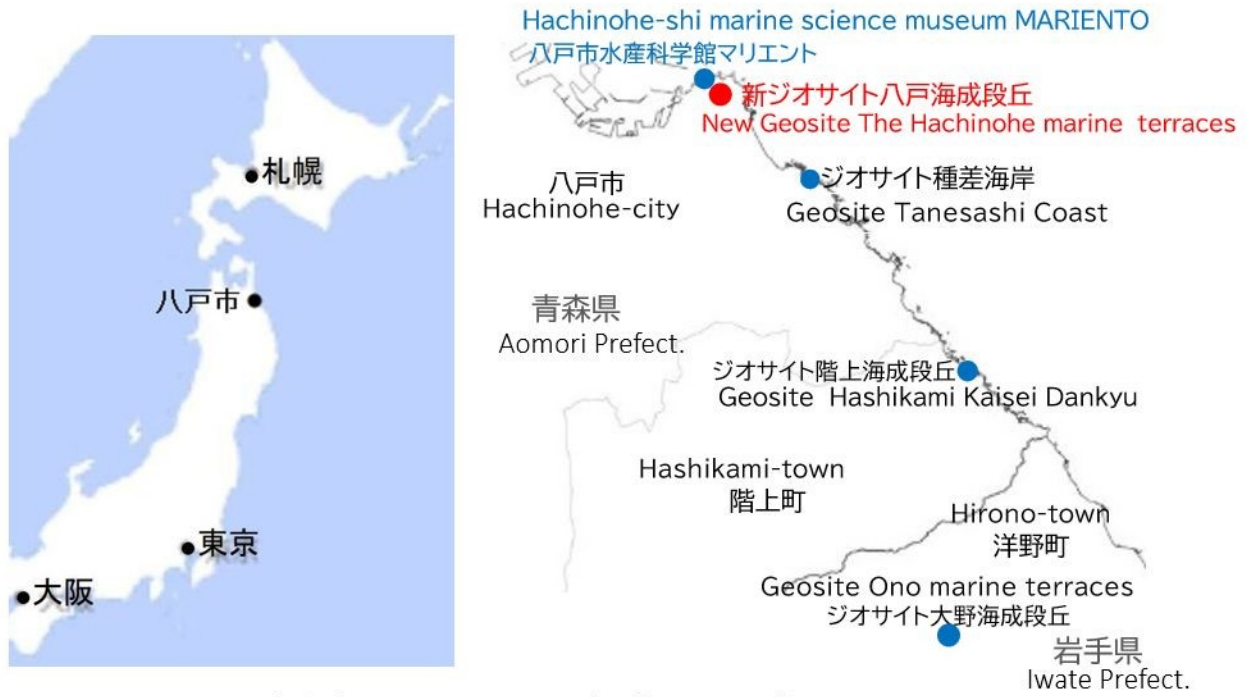 札幌
八戸市
東京
大阪
Hachinohe-shi marine science museum MARIENTO
八戸市水産科学館マリエント
新ジオサイト八戸海成段丘
New Geosite The Hachinohe marine terraces
八戸市
Hachinohe-city
ジオサイト種差海岸
Geosite Tanesashi Coast
青森県
Aomori Prefect.
ジオサイト階上海成段丘
Geosite Hashikami Kaisei Dankyu
Hashikami-town
階上町
Hirono-town
洋野町
Geosite Ono marine terraces
ジオサイト大野海成段丘
岩手県
Iwate Prefect.